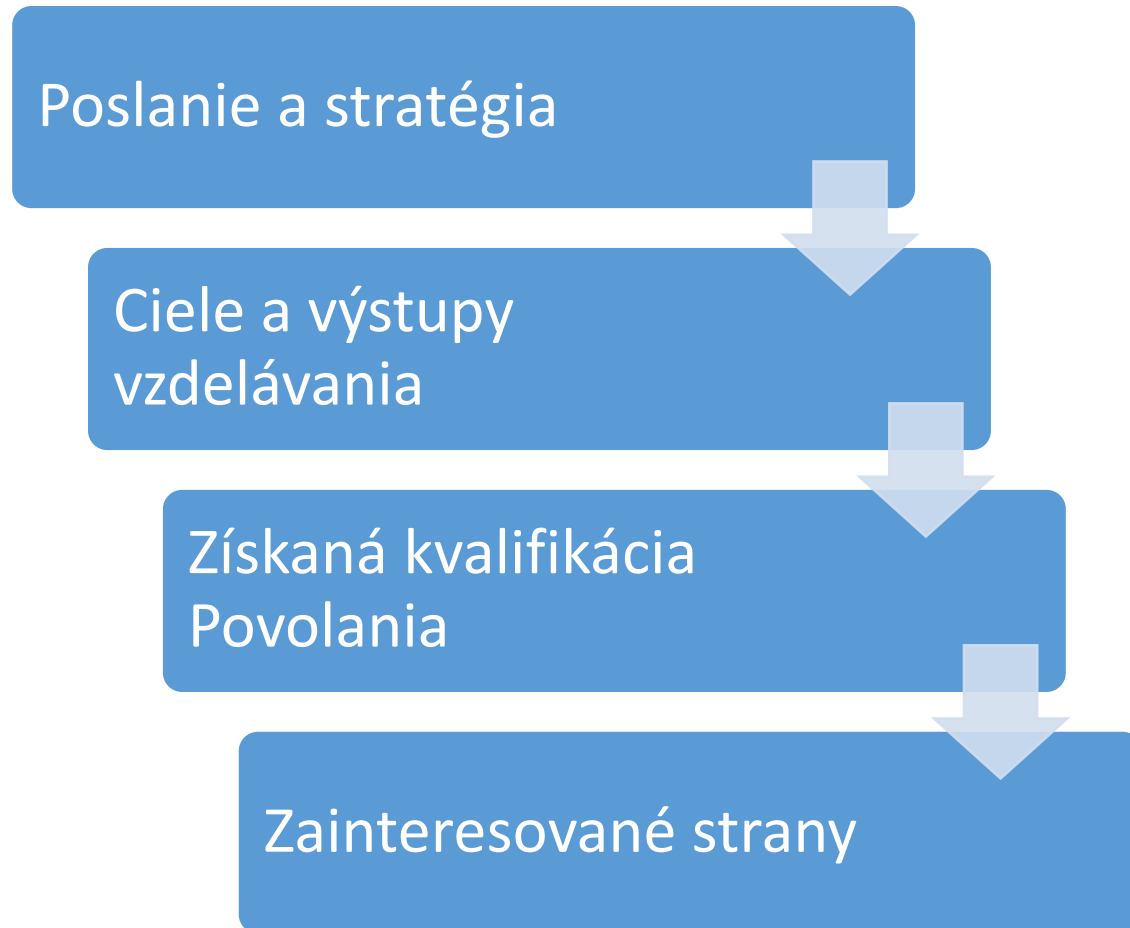 Poslanie a stratégia
Ciele a výstupy
vzdelávania
Získaná kvalifikácia
Povolania
Zainteresované strany